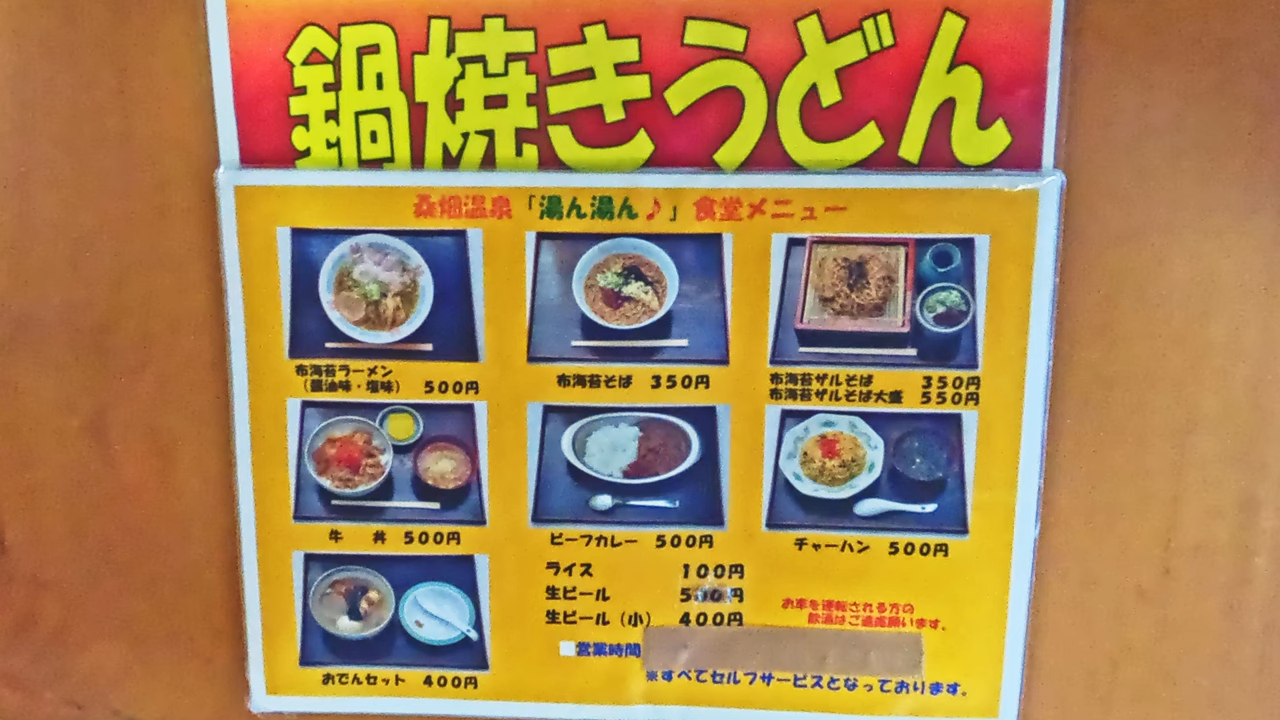 鍋焼きうどん
桑畑温泉「湯ん湯ん♪」食堂メニュー
布海苔ラーメン
（醤油味・塩味） 500円
布海苔そば 350円
布海苔ザルそば 350円
布海苔ザルそば大盛 550円
牛 丼 500円
ビーフカレー 500円
チャーハン 500円
おでんセット 400円
ライス 100円
生ビール 500円
生ビール（小） 400円
お車を運転される方の
飲酒はご遠慮願います。
■営業時間
※すべてセルフサービスとなっております。